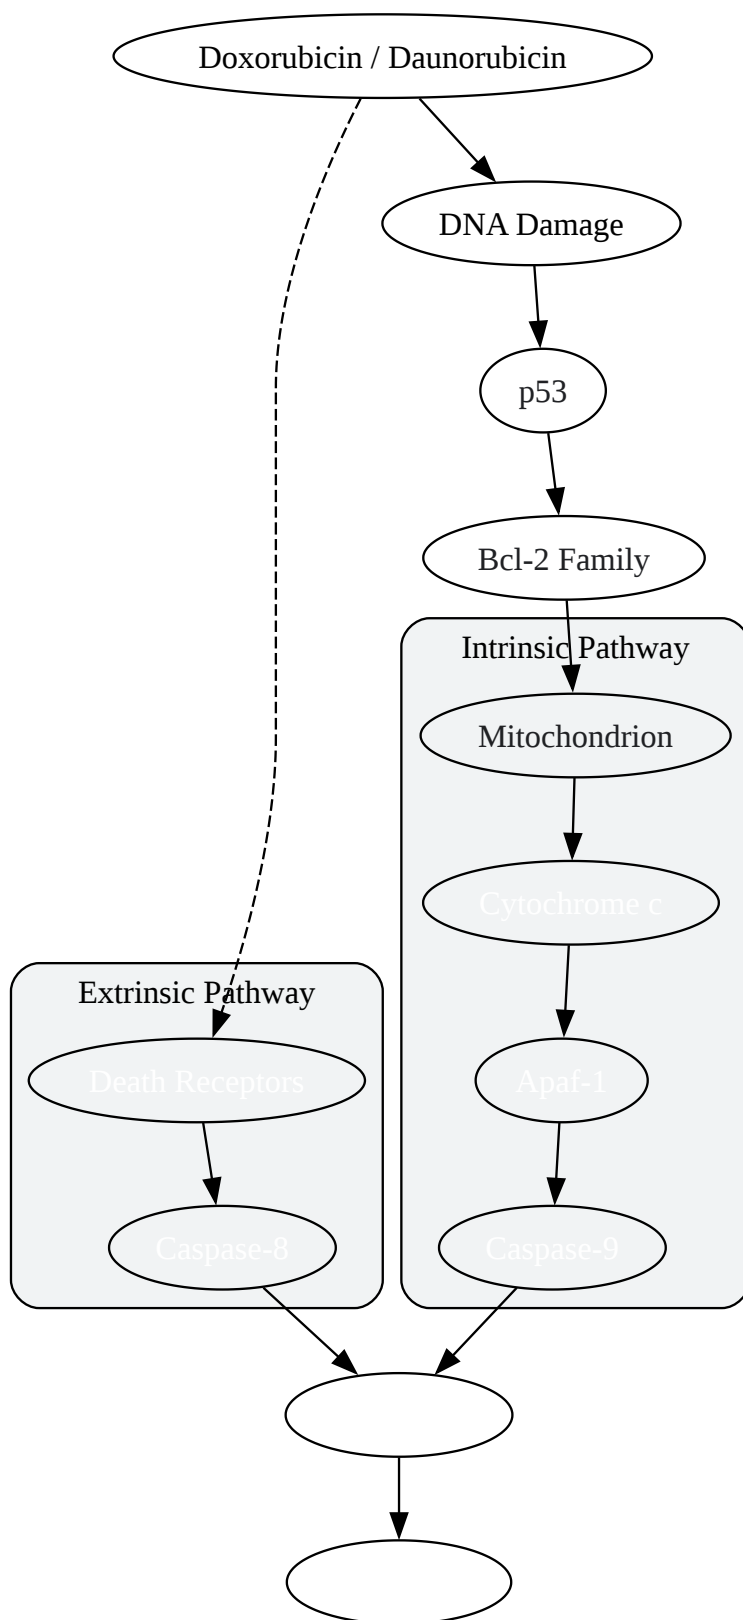 Doxorubicin / Daunorubicin
DNA Damage
p53
Bcl-2 Family
Intrinsic Pathway
Mitochondrion
Cytochrome c
Extrinsic Pathway
Death Receptors
Apaf-1
Caspase-8
Caspase-9